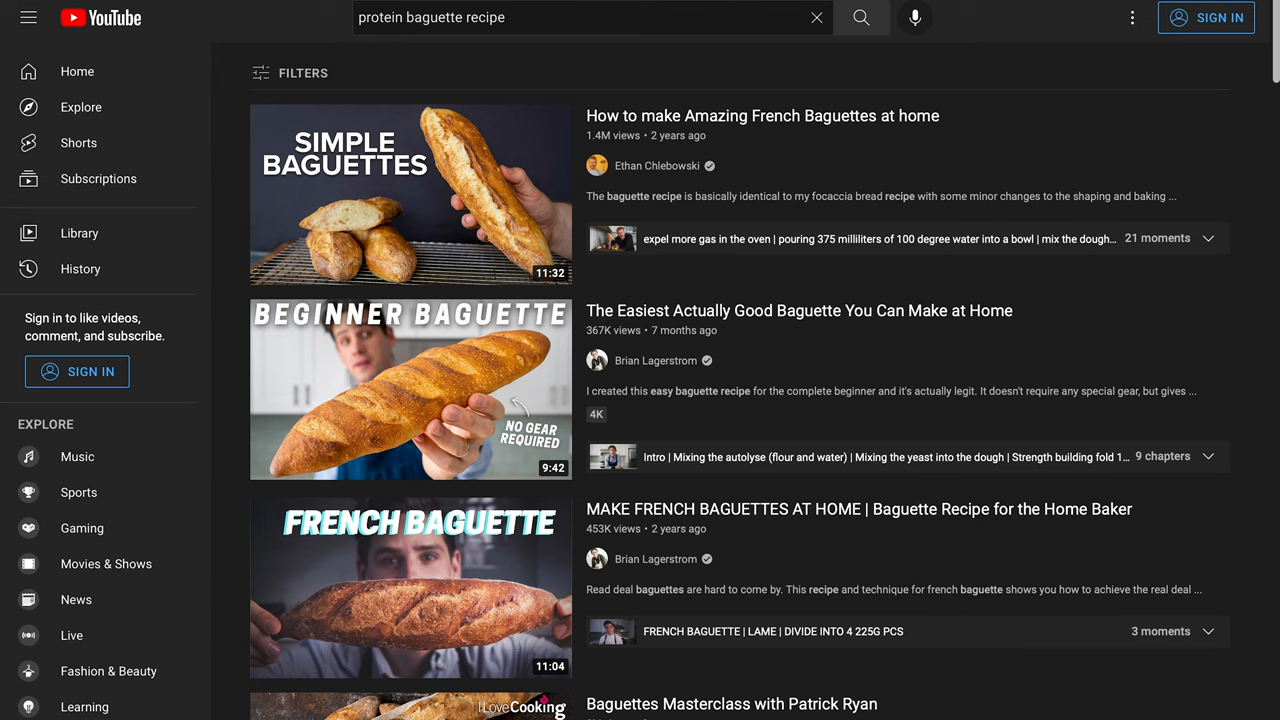 YouTube
protein baguette recipe
SIGN IN
Home
Explore
Shorts
Subscriptions
Library
History
Sign in to like videos,
comment, and subscribe.
SIGN IN
EXPLORE
Music
Sports
Gaming
Movies & Shows
News
Live
Fashion & Beauty
Learning
FILTERS
SIMPLE
BAGUETTES
11:32
How to make Amazing French Baguettes at home
1.4M views • 2 years ago
Ethan Chlebowski
The baguette recipe is basically identical to my focaccia bread recipe with some minor changes to the shaping and baking ...
expel more gas in the oven | pouring 375 milliliters of 100 degree water into a bowl | mix the dough... 21 moments
BEGINNER BAGUETTE
NO GEAR
REQUIRED
9:42
The Easiest Actually Good Baguette You Can Make at Home
367K views • 7 months ago
Brian Lagerstrom
I created this easy baguette recipe for the complete beginner and it's actually legit. It doesn't require any special gear, but gives ...
4K
Intro | Mixing the autolyse (flour and water) | Mixing the yeast into the dough | Strength building fold 1... 9 chapters
FRENCH BAGUETTE
11:04
MAKE FRENCH BAGUETTES AT HOME | Baguette Recipe for the Home Baker
453K views • 2 years ago
Brian Lagerstrom
Read deal baguettes are hard to come by. This recipe and technique for french baguette shows you how to achieve the real deal ...
FRENCH BAGUETTE | LAME | DIVIDE INTO 4 225G PCS 3 moments
ILoveCooking
Baguettes Masterclass with Patrick Ryan